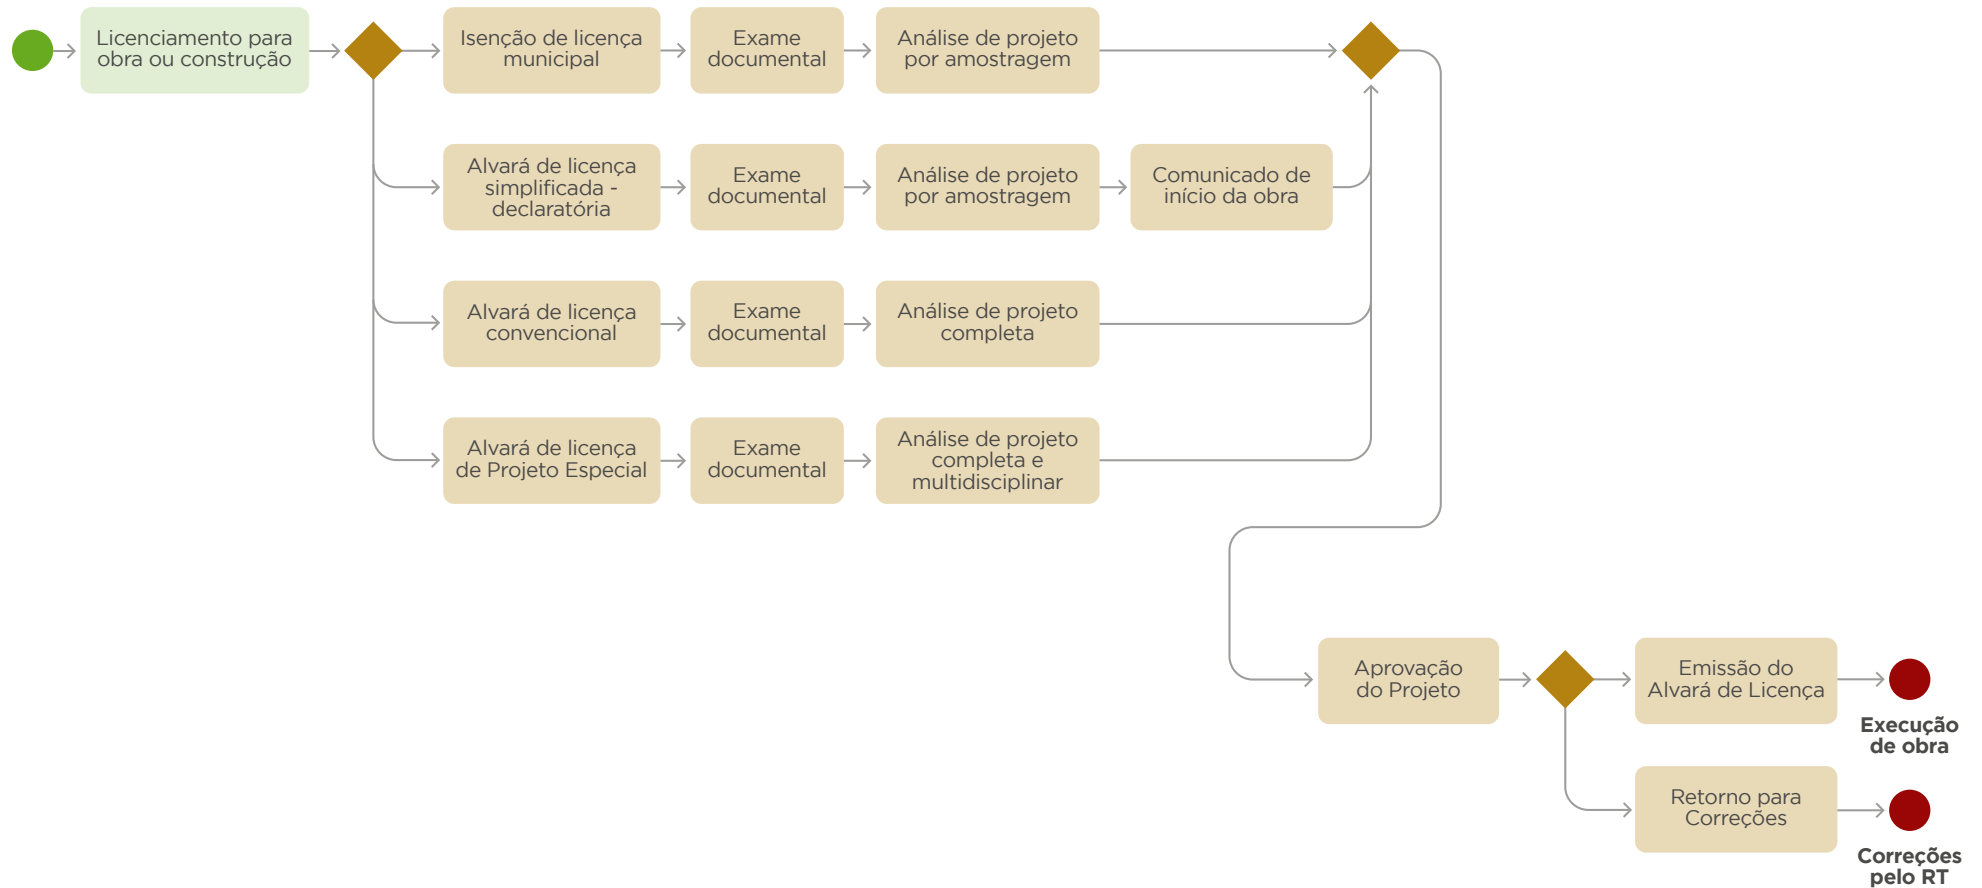 Licenciamento para
obra ou construção
Isenção de licença
municipal
Exame
documental
Análise de projeto
por amostragem
Alvará de licença
simplificada -
declaratória
Exame
documental
Análise de projeto
por amostragem
Comunicado de
início da obra
Alvará de licença
convencional
Exame
documental
Análise de projeto
completa
Alvará de licença
de Projeto Especial
Exame
documental
Análise de projeto
completa e
multidisciplinar
Aprovação
do Projeto
Emissão do
Alvará de Licença
Execução
de obra
Retorno para
Correções
Correções
pelo RT